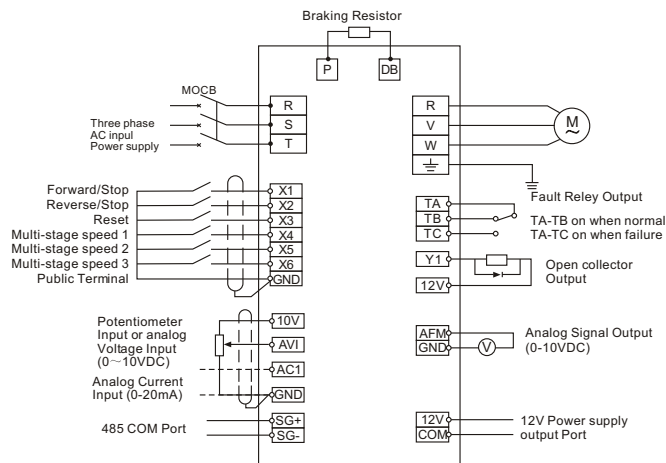 Braking Resistor
P
DB
MOCB
Three phase
AC input
Power supply
R
S
T
R
V
W
M
~
Forward/Stop
Reverse/Stop
Reset
Multi-stage speed 1
Multi-stage speed 2
Multi-stage speed 3
Public Terminal
X1
X2
X3
X4
X5
X6
GND
TA
TB
TC
Fault Reley Output
TA-TB on when normal
TA-TC on when failure
Y1
12V
Open collector
Output
Potentiometer
Input or analog
Voltage Input
(0～10VDC)
Analog Current
Input (0-20mA)
10V
AVI
AC1
GND
AFM
GND
V
Analog Signal Output
(0-10VDC)
485 COM Port
SG+
SG-
12V
COM
12V Power supply
output Port